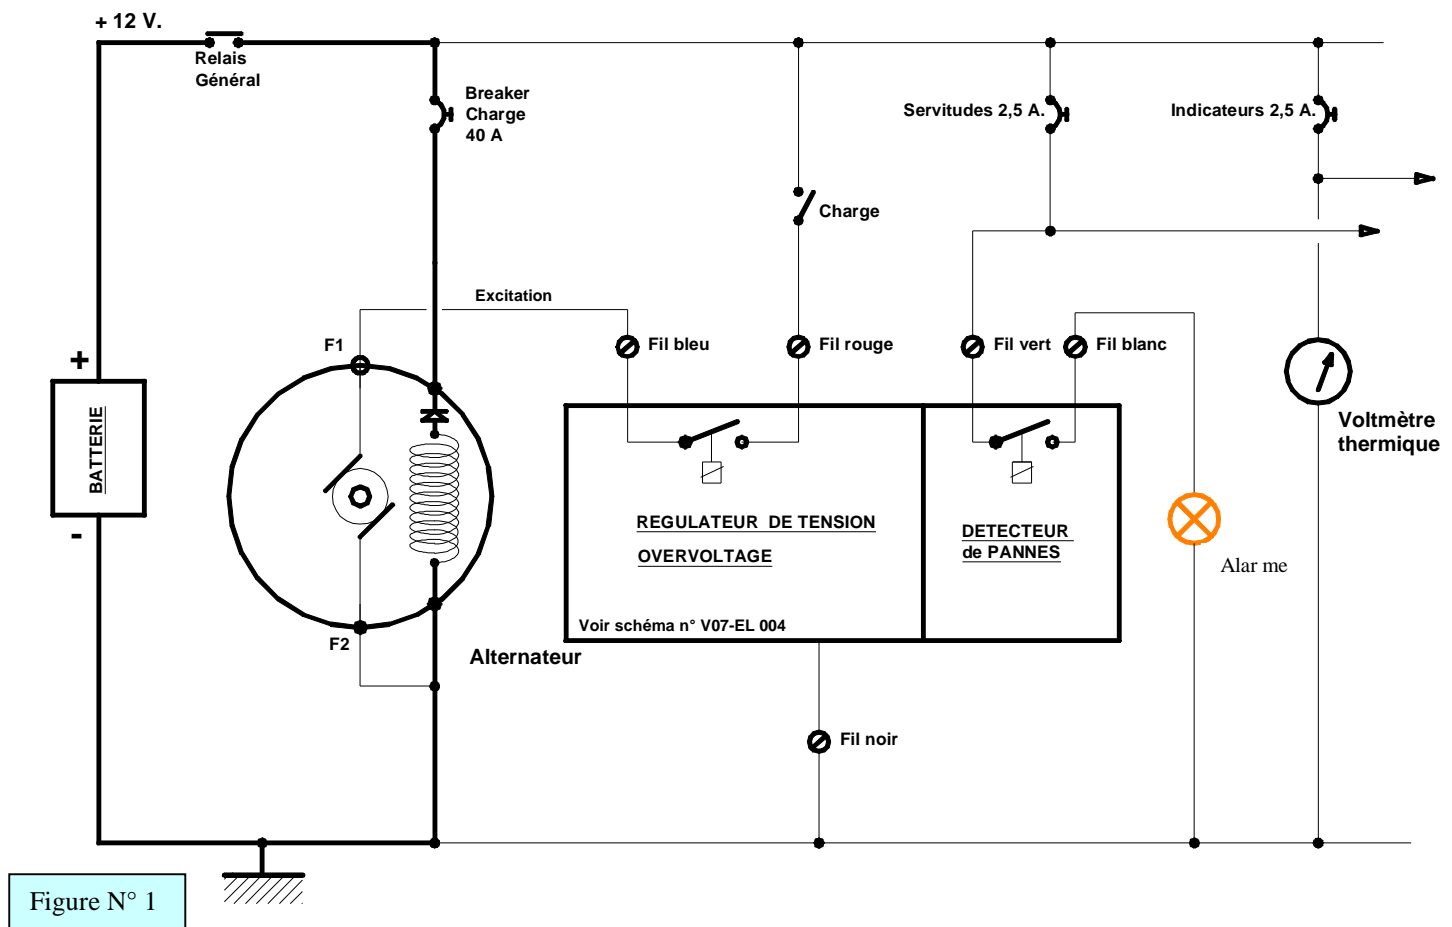 + 12 V.
Relais
Général
Breaker
Charge
40 A
Servitudes 2,5 A.
Indicateurs 2,5 A.
Charge
Excitation
F1
Fil bleu
Fil rouge
Fil vert
Fil blanc
+
BATTERIE
-
Voltmètre
thermique
REGULATEUR DE TENSION
OVERVOLTAGE
DETECTEUR
de PANNES
Alar me
Voir schéma n° V07-EL 004
F2
Alternateur
Fil noir
Figure N° 1